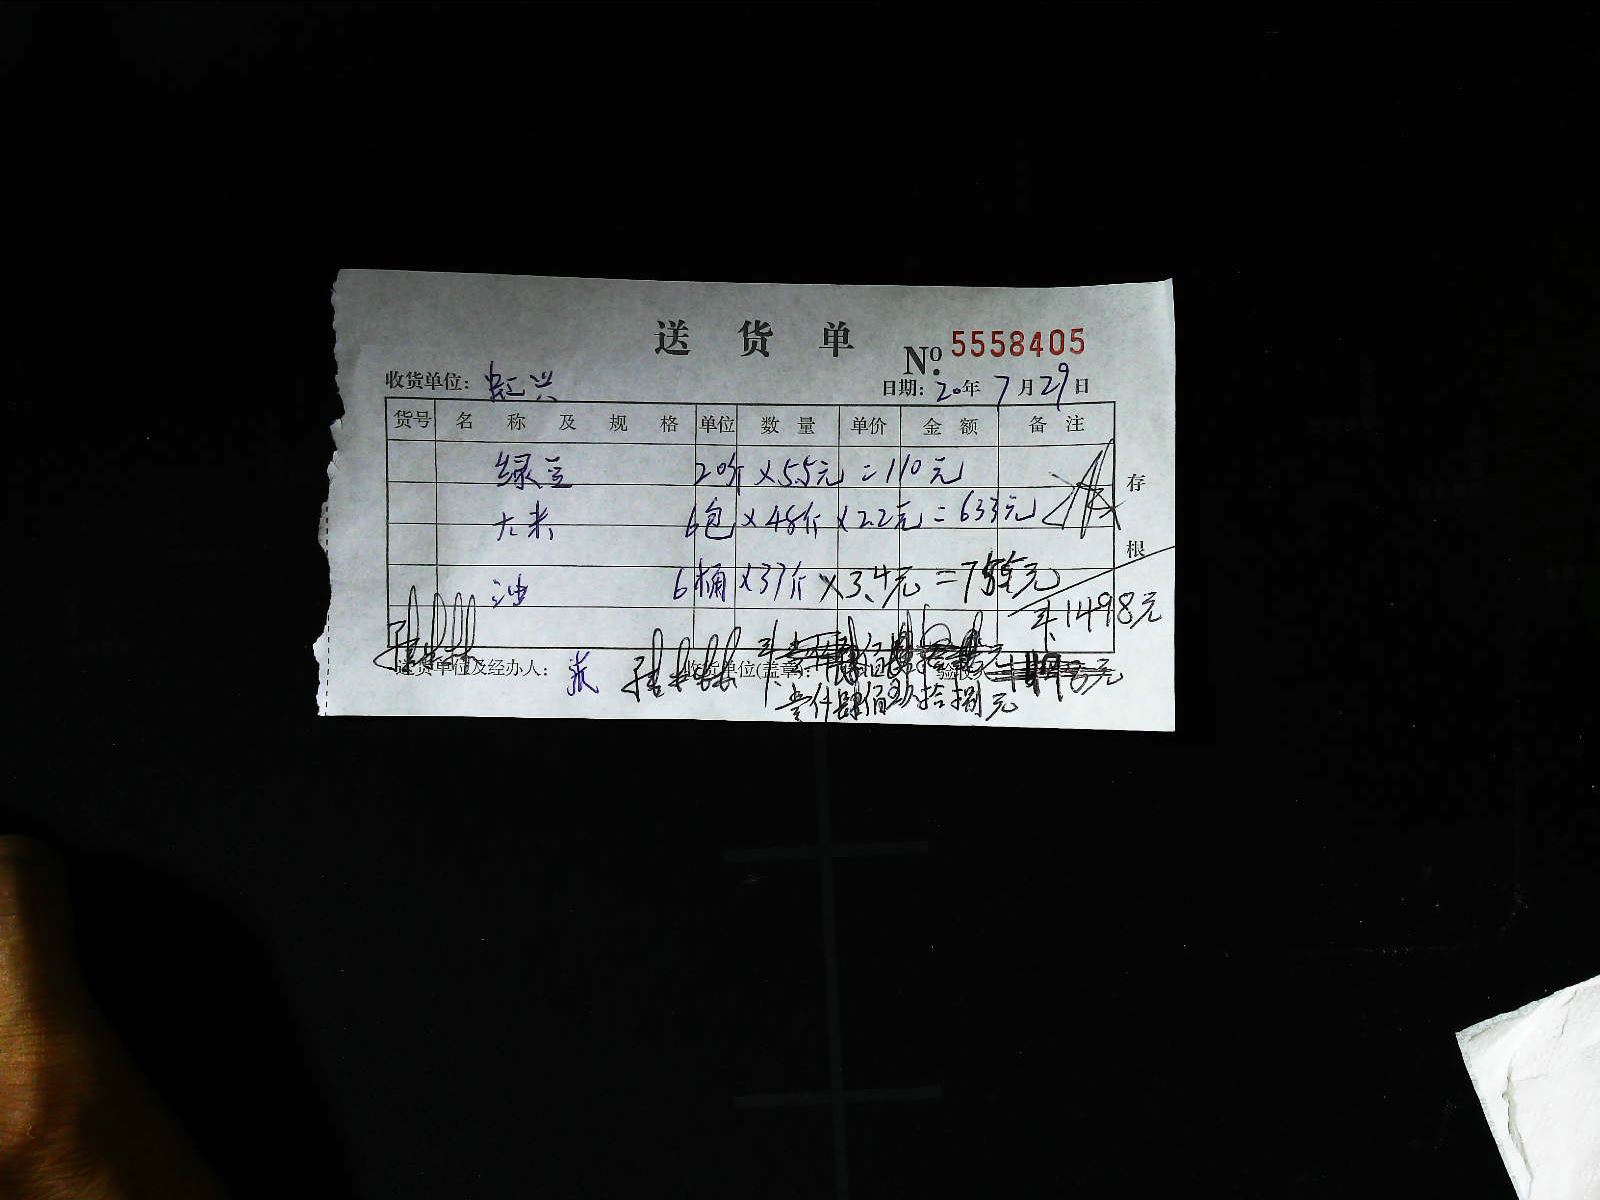 送 货 单
No. 5558405
收货单位: 虹兴 日期: 20年 7月29日
货号 名 称 及 规 格 单位 数 量 单价 金 额 备 注
绿豆 20斤 ×5.5元 =110元
大米 6包 ×48斤 ×2.2元 = 633元
油 6桶 ×37斤 ×3.4元 =755元
存根
1498元
送货单位及经办人: 收货单位(盖章):
壹仟肆佰玖拾捌元